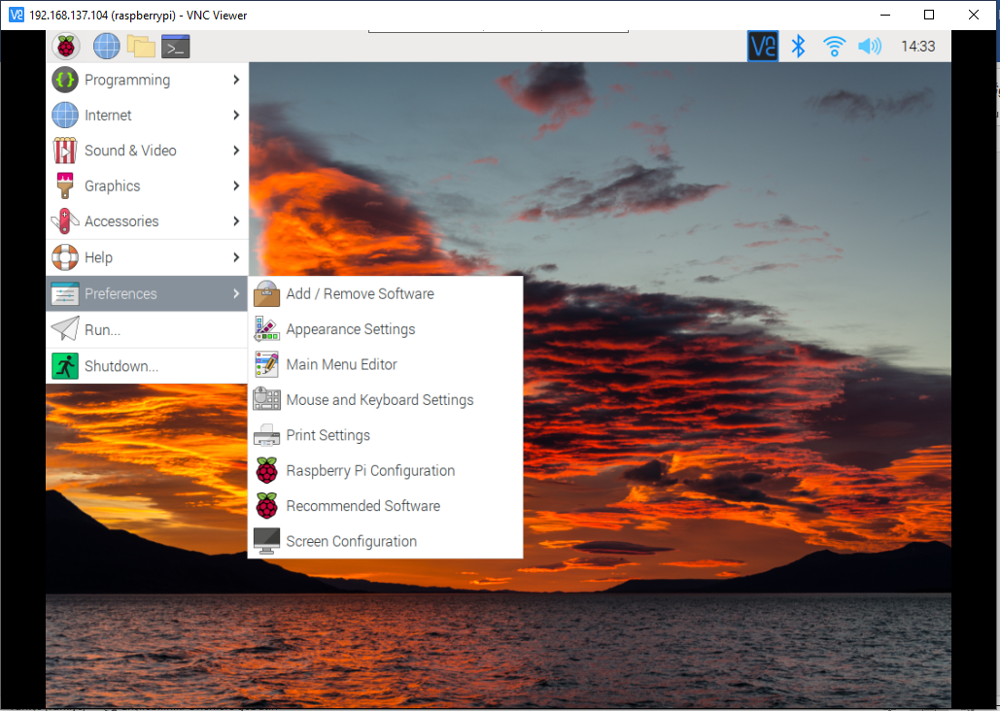 192.168.137.104 (raspberrypi) - VNC Viewer
14:33
Programming
Internet
Sound & Video
Graphics
Accessories
Help
Preferences
Run...
Shutdown...
Add / Remove Software
Appearance Settings
Main Menu Editor
Mouse and Keyboard Settings
Print Settings
Raspberry Pi Configuration
Recommended Software
Screen Configuration